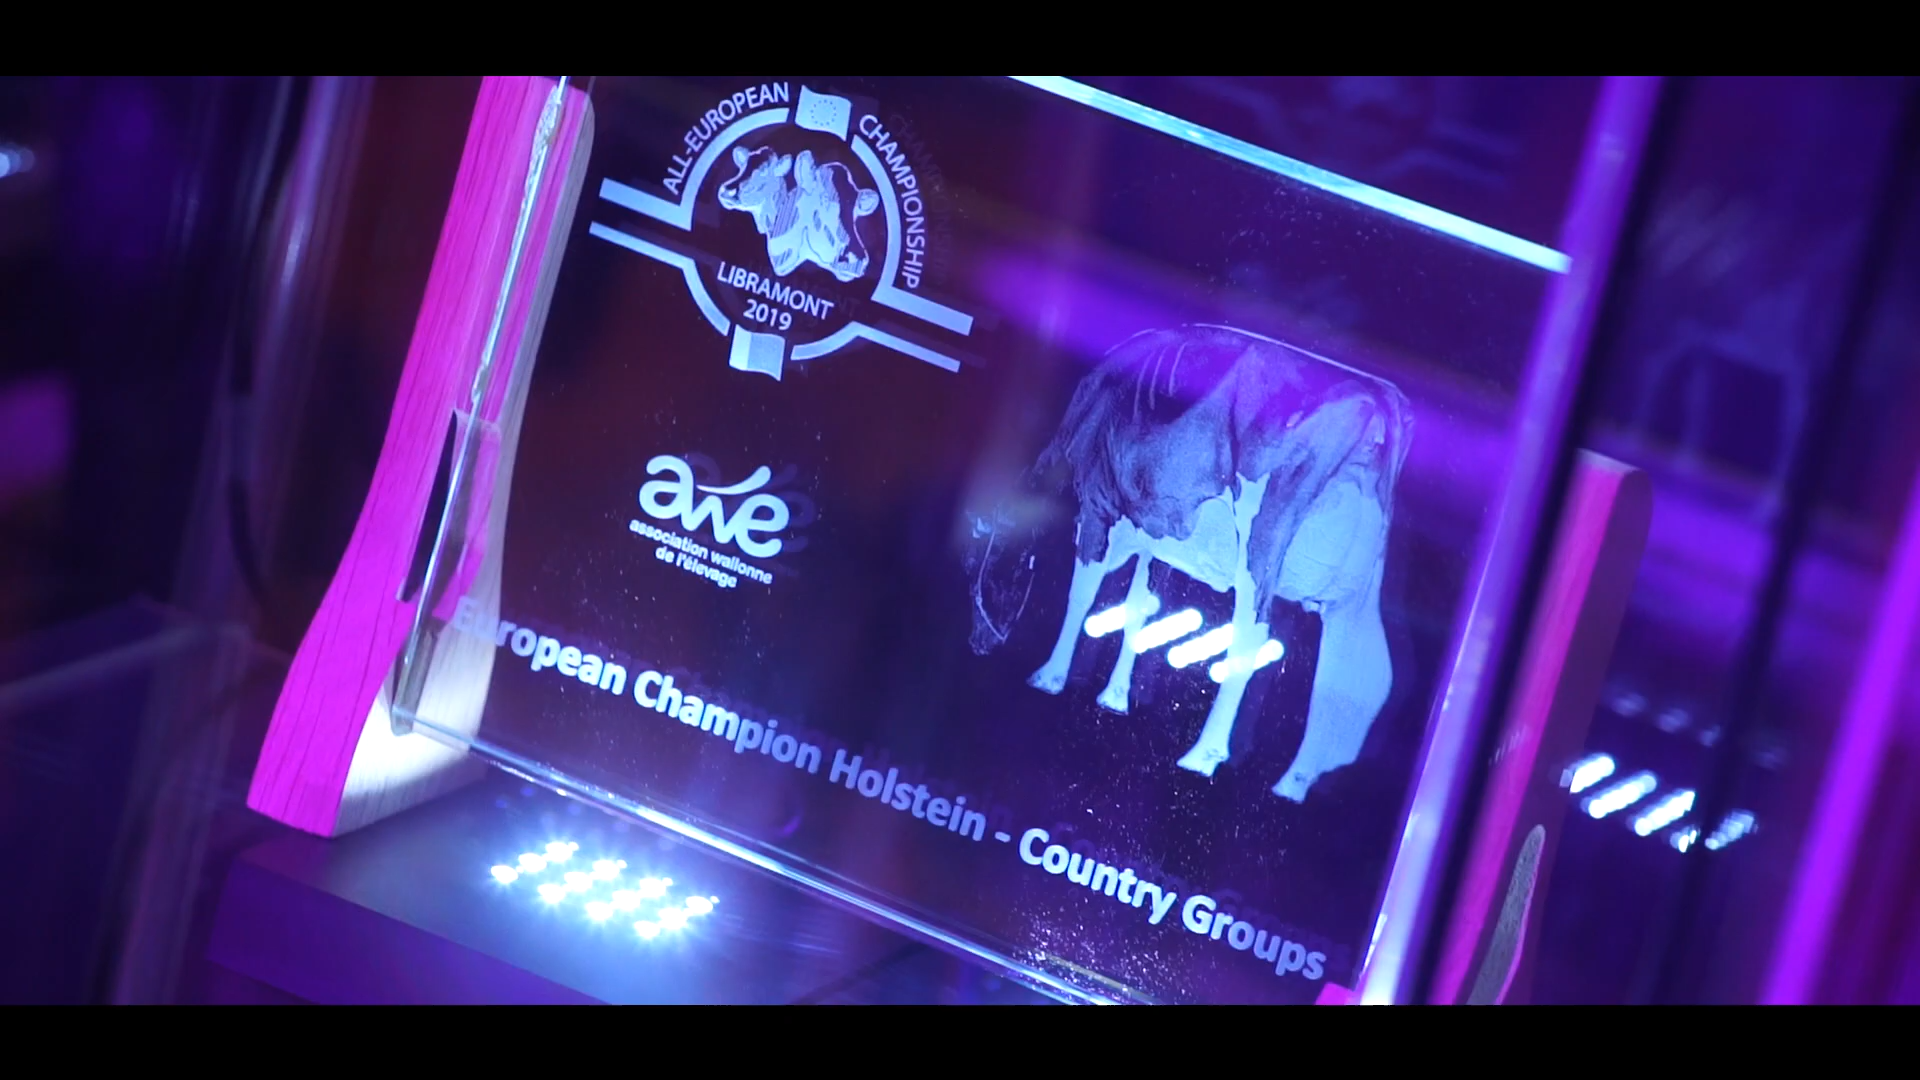 ALL-EUROPEAN CHAMPIONSHIP
LIBRAMONT
2019
awe
association wallonne
de l'élevage
European Champion Holstein - Country Groups